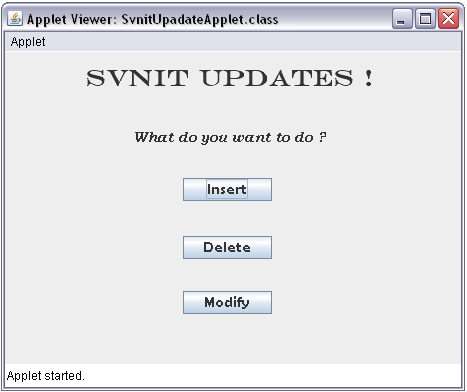 Applet Viewer: SvnitUpadateApplet.class
Applet
SVNIT UPDATES !
What do you want to do ?
Insert
Delete
Modify
Applet started.